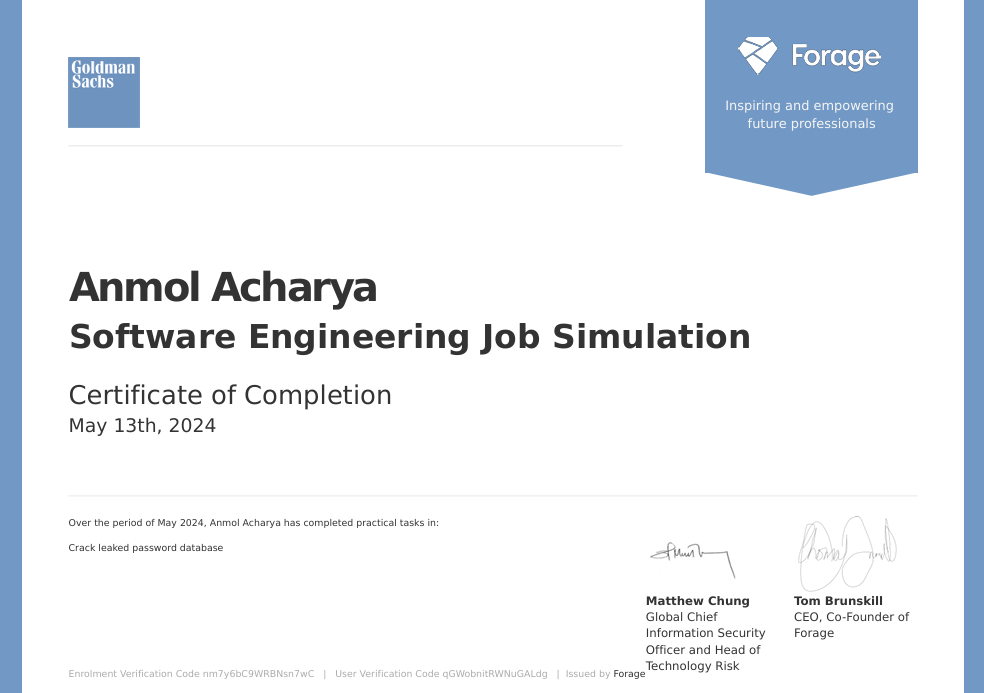 Goldman
Sachs
Forage
Inspiring and empowering
future professionals
Anmol Acharya
Software Engineering Job Simulation
Certificate of Completion
May 13th, 2024
Over the period of May 2024, Anmol Acharya has completed practical tasks in:
Crack leaked password database
Matthew Chung
Global Chief
Information Security
Officer and Head of
Technology Risk
Tom Brunskill
CEO, Co-Founder of
Forage
Enrolment Verification Code nm7y6bC9WRBNsn7wC | User Verification Code qGWobnitRWNuGALdg | Issued by Forage